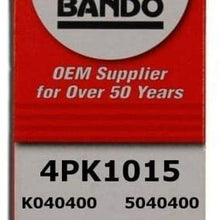 BANDO
OEM Supplier
for Over 50 Years
4PK1015
K040400 5040400